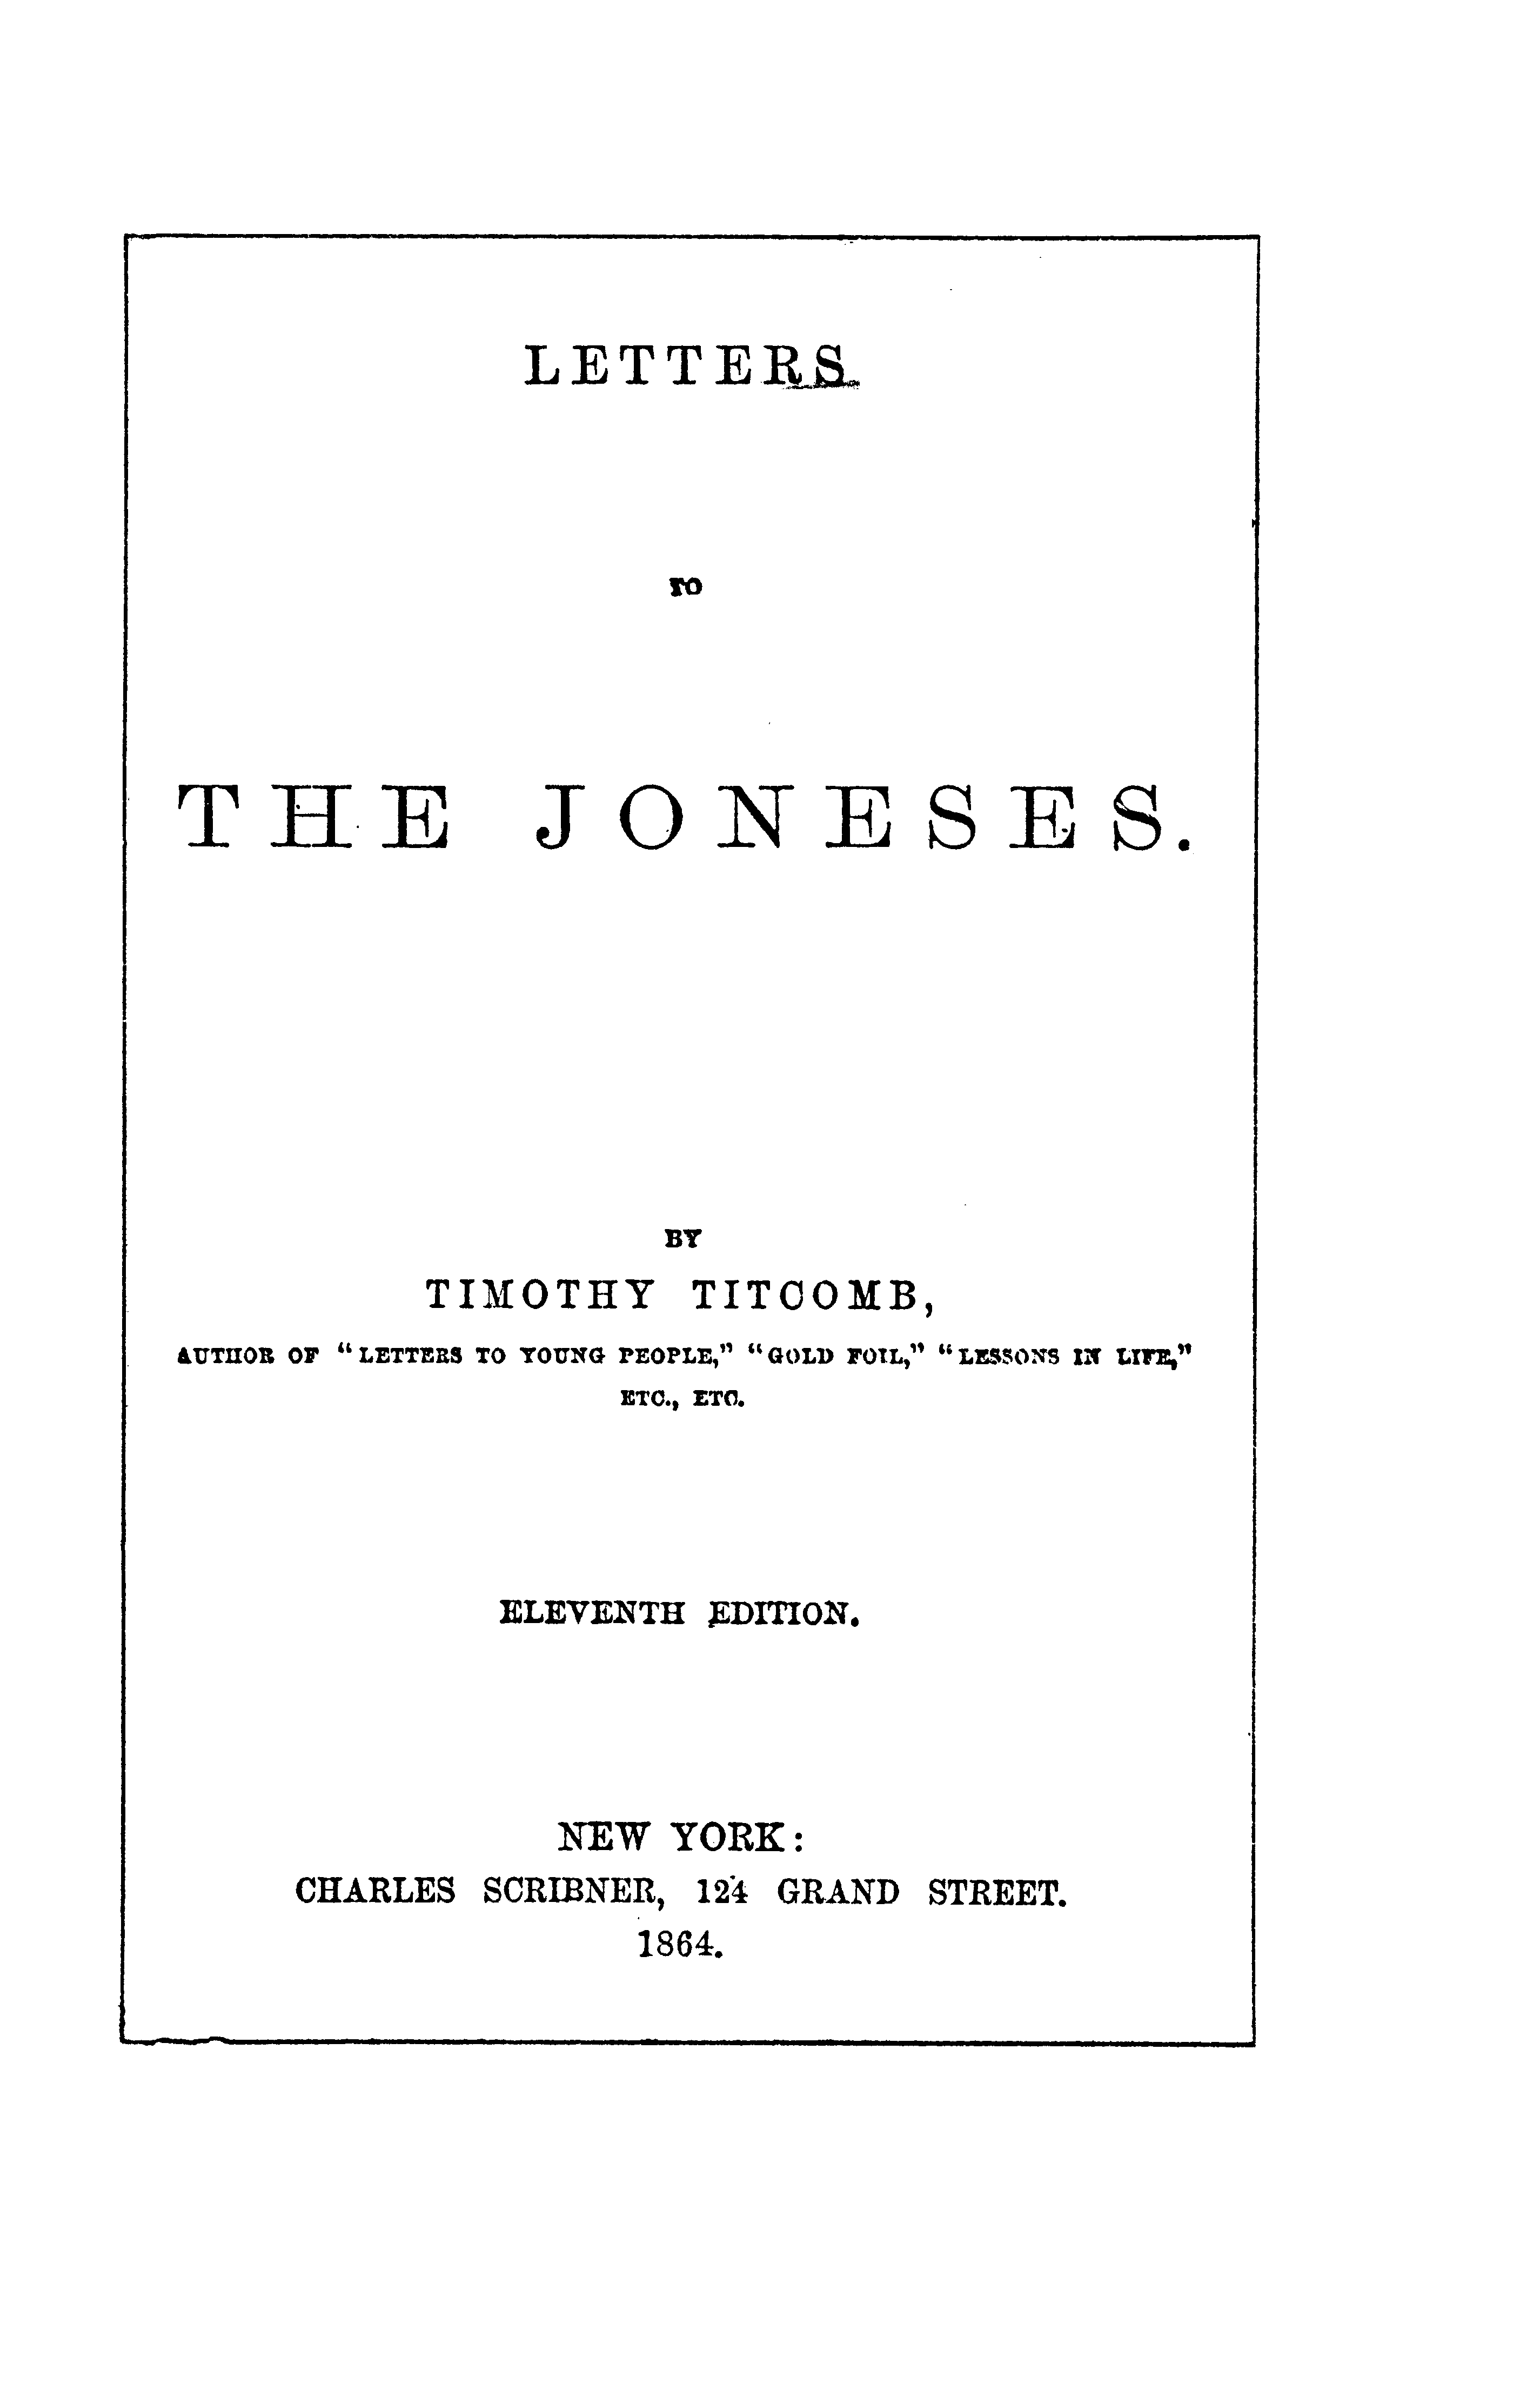 LETTERS
TO
THE JONESES.
BY
TIMOTHY TITCOMB,
AUTHOR OF “LETTERS TO YOUNG PEOPLE,” “GOLD FOIL,” “LESSONS IN LIFE,”
ETC., ETC.
ELEVENTH EDITION.
NEW YORK:
CHARLES SCRIBNER, 124 GRAND STREET.
1864.